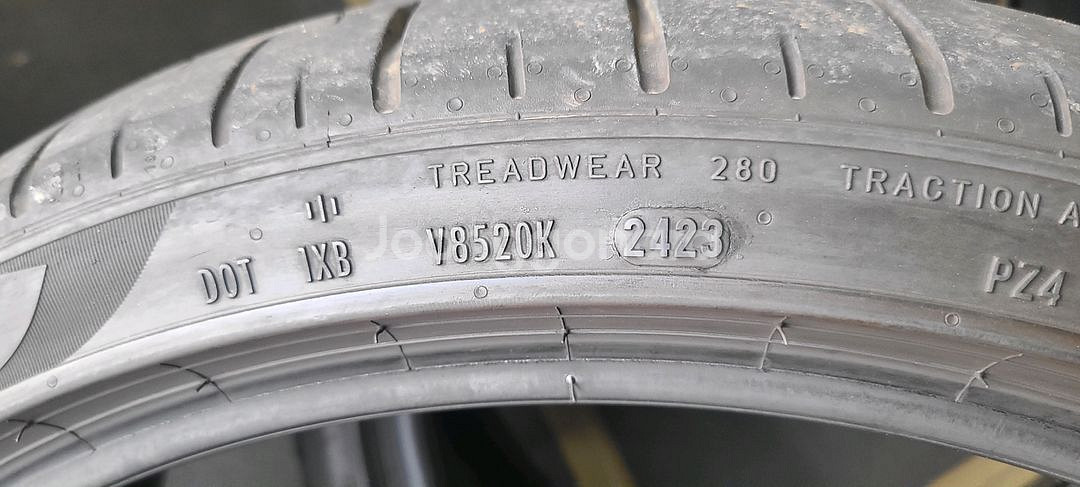 TREADWEAR 280 TRACTION A
DOT 1XB V8520K 2423 PZ4